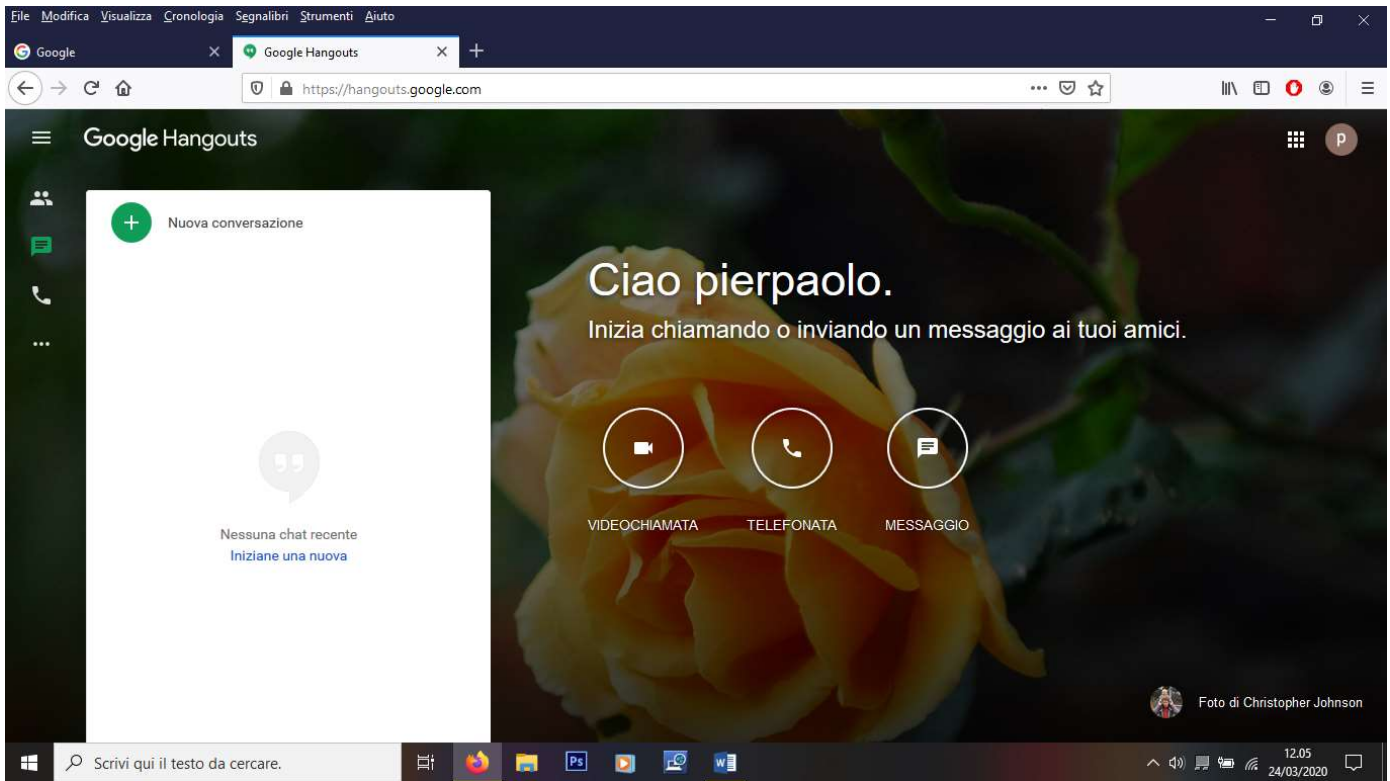 File Modifica Visualizza Cronologia Segnalibri Strumenti Aiuto
Google
Google Hangouts
https://hangouts.google.com
Google Hangouts
p
Nuova conversazione
Ciao pierpaolo.
Inizia chiamando o inviando un messaggio ai tuoi amici.
VIDEOCHIAMATA TELEFONATA MESSAGGIO
Nessuna chat recente
Iniziane una nuova
Foto di Christopher Johnson
Scrivi qui il testo da cercare.
Ps
W
12.05
24/03/2020